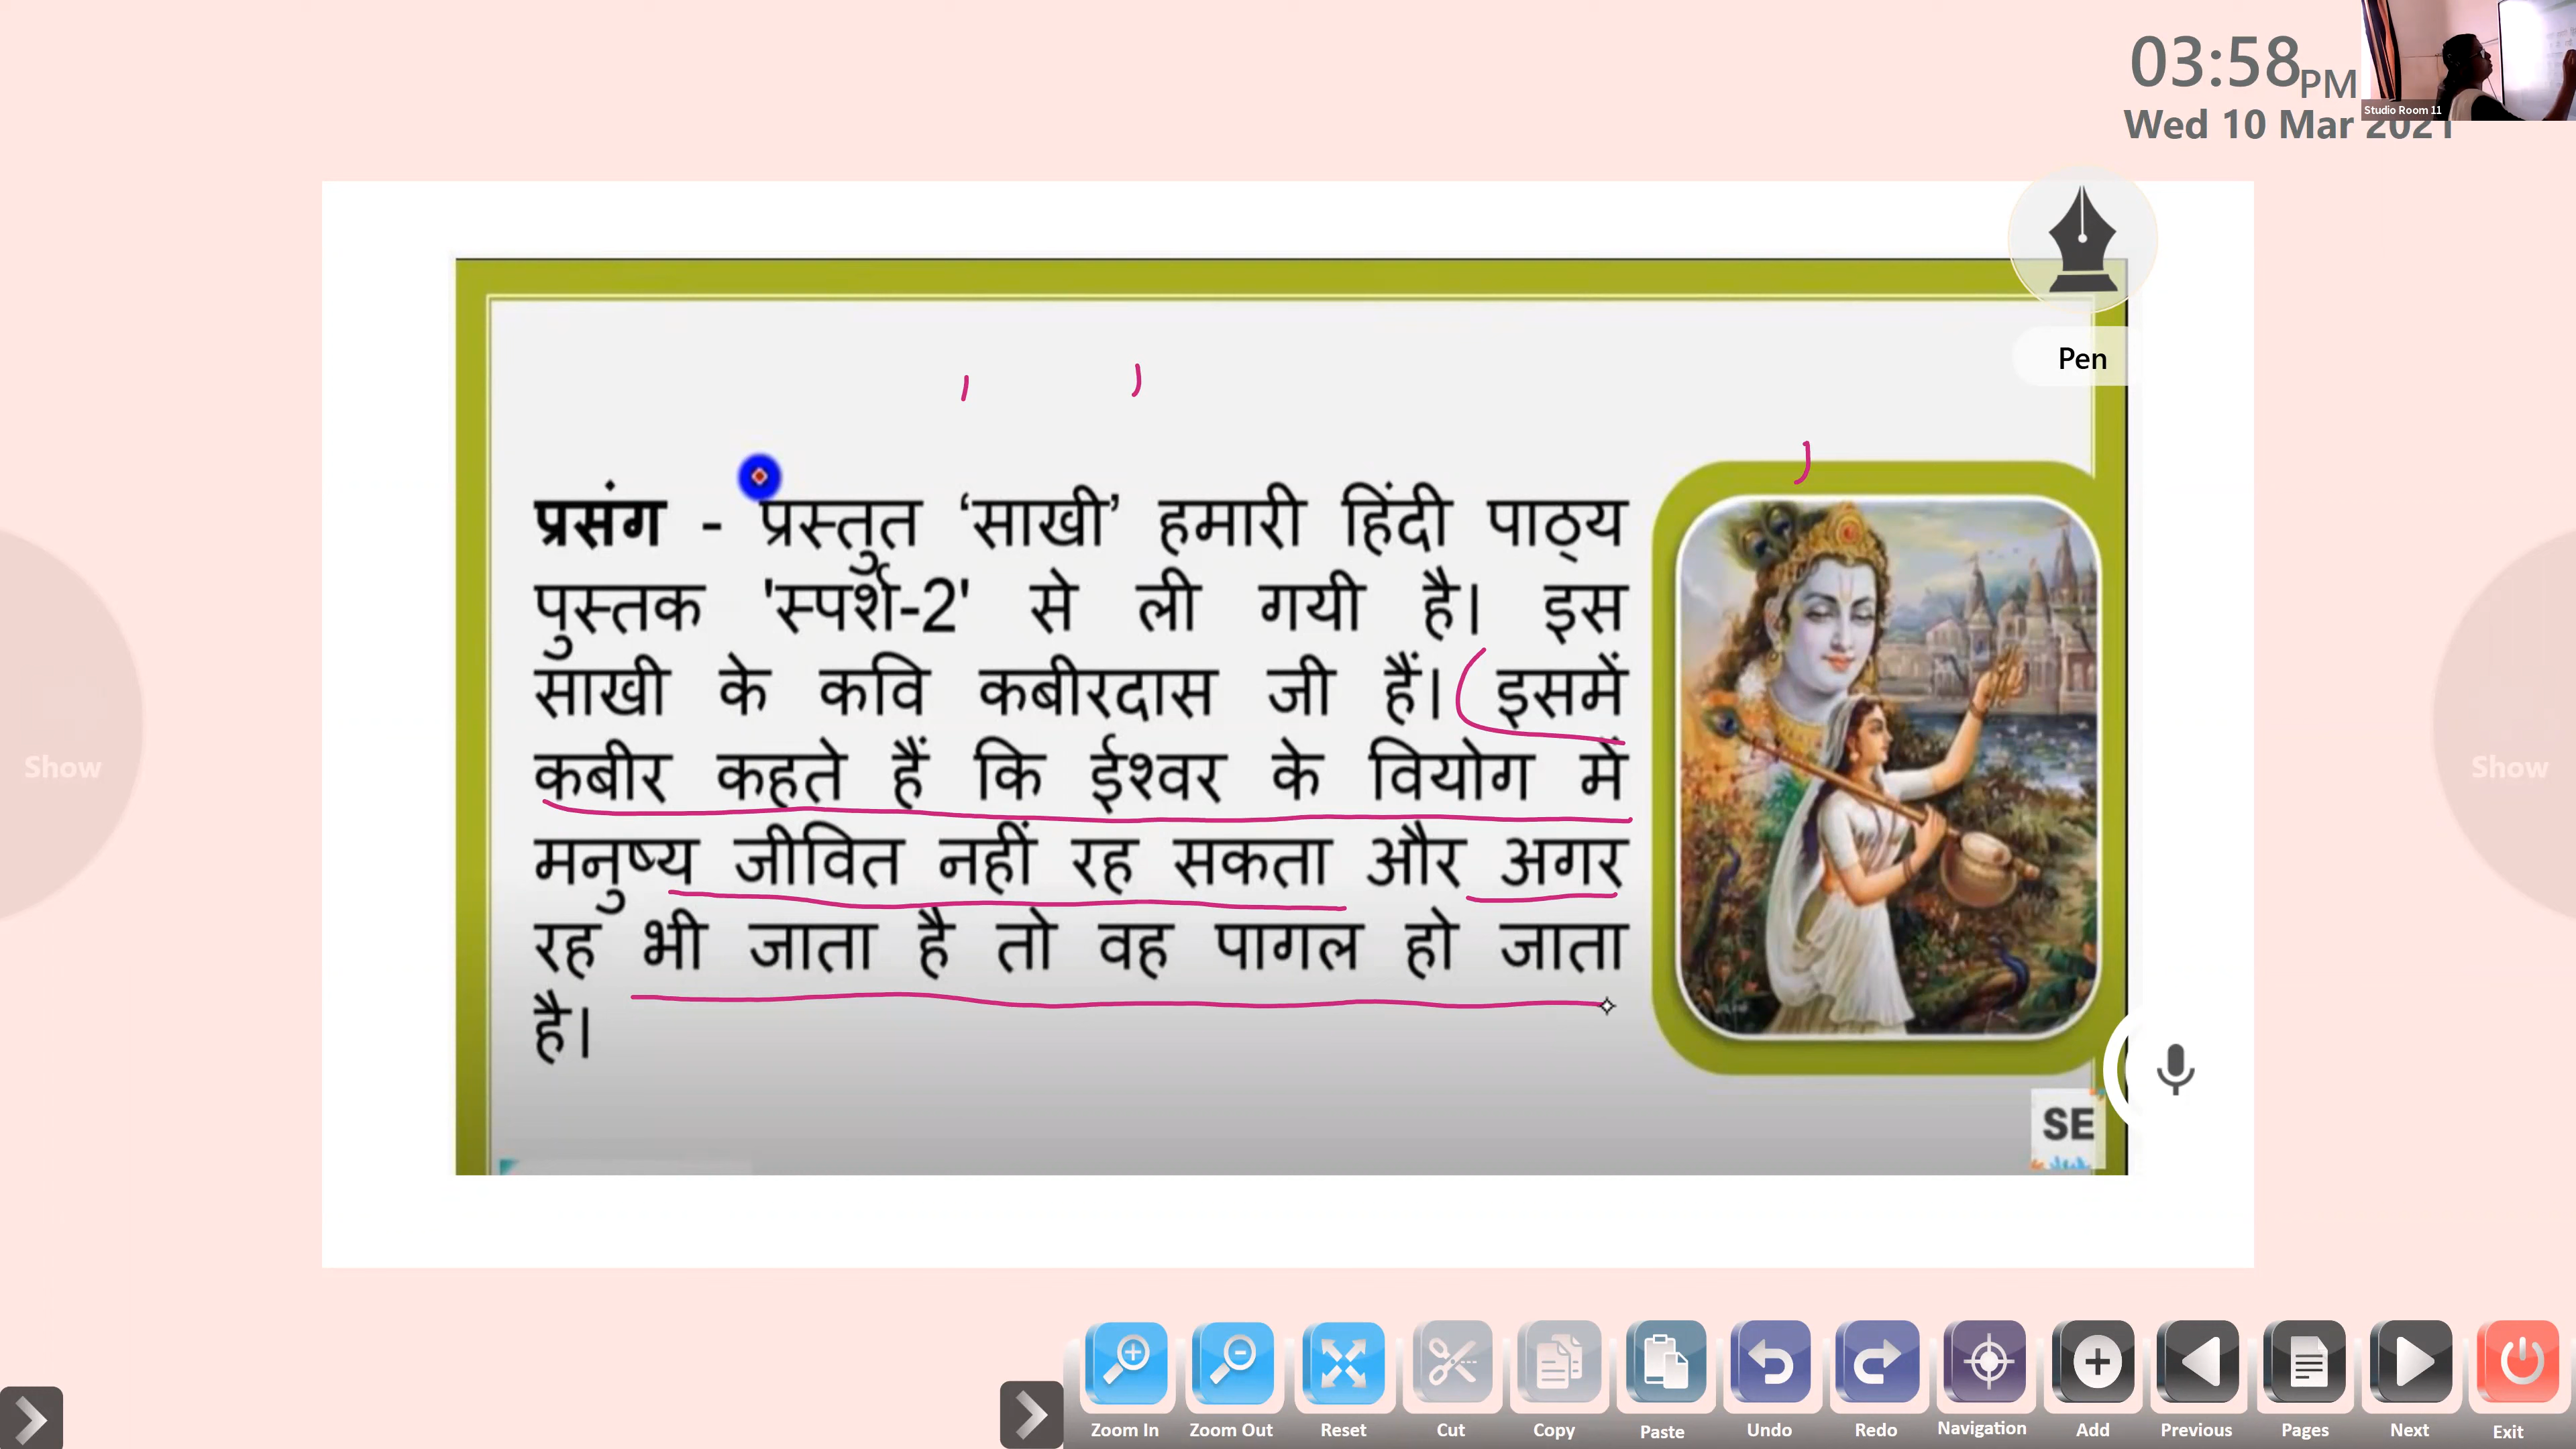 03:58 PM
Studio Room 11
Wed 10 Mar 2021
Pen
प्रसंग - प्रस्तुत ‘साखी’ हमारी हिंदी पाठ्य
पुस्तक 'स्पर्श-2' से ली गयी है। इस
साखी के कवि कबीरदास जी हैं। इसमें
कबीर कहते हैं कि ईश्वर के वियोग में
मनुष्य जीवित नहीं रह सकता और अगर
रह भी जाता है तो वह पागल हो जाता
है।
Show
Show
SE
Zoom In Zoom Out Reset Cut Copy Paste Undo Redo Navigation Add Previous Pages Next Exit